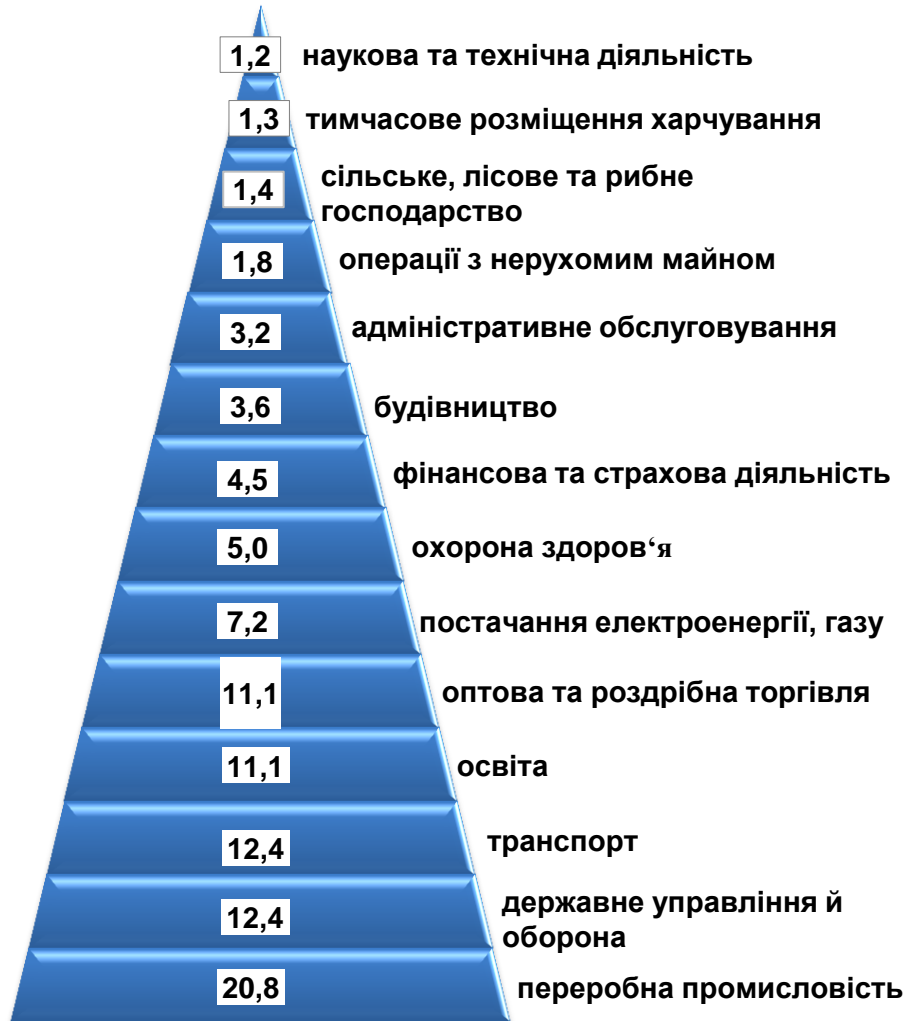 1,2 наукова та технічна діяльність
1,3 тимчасове розміщення харчування
1,4 сільське, лісове та рибне
господарство
1,8 операції з нерухомим майном
3,2 адміністративне обслуговування
3,6 будівництво
4,5 фінансова та страхова діяльність
5,0 охорона здоров‘я
7,2 постачання електроенергії, газу
11,1 оптова та роздрібна торгівля
11,1 освіта
12,4 транспорт
12,4 державне управління й
оборона
20,8 переробна промисловість